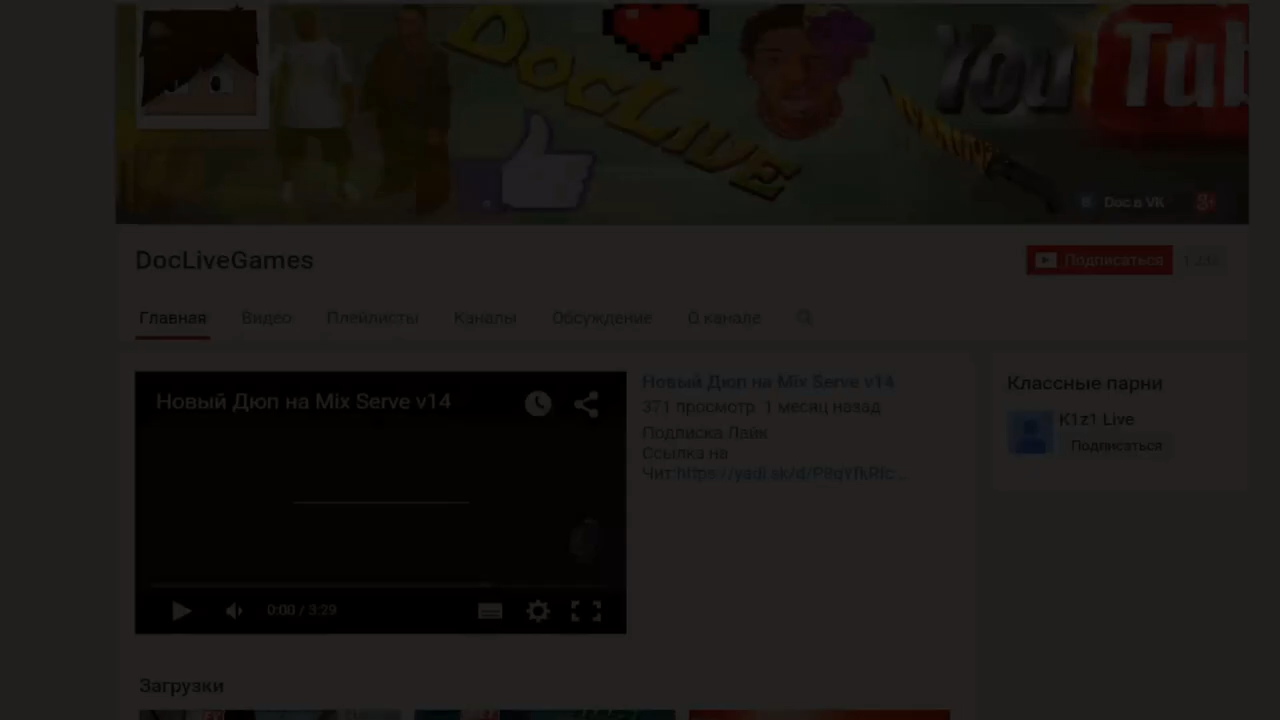 DOCLIVE
YouTub
Doc в VK
g+
DocLiveGames
Подписаться
Главная Видео Плейлисты Каналы Обсуждение О канале
Новый Дюп на Mix Serve v14
Новый Дюп на Mix Serve v14
371 просмотр 1 месяц назад
Подписка Лайк
Ссылка на
Чит:https://yadi.sk/d/
0:00 / 3:29
Классные парни
K1z1 Live
Подписаться
Загрузки